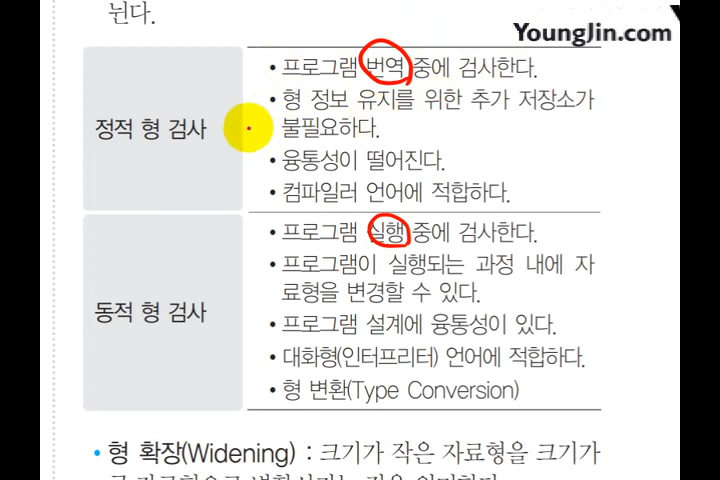 뉜다.
YoungJin.com
• 프로그램 번역 중에 검사한다.
• 형 정보 유지를 위한 추가 저장소가
정적 형 검사
불필요하다.
• 융통성이 떨어진다.
• 컴파일러 언어에 적합하다.
• 프로그램 실행 중에 검사한다.
• 프로그램이 실행되는 과정 내에 자
료형을 변경할 수 있다.
동적 형 검사
• 프로그램 설계에 융통성이 있다.
• 대화형(인터프리터) 언어에 적합하다.
• 형 변환(Type Conversion)
• 형 확장(Widening) : 크기가 작은 자료형을 크기가